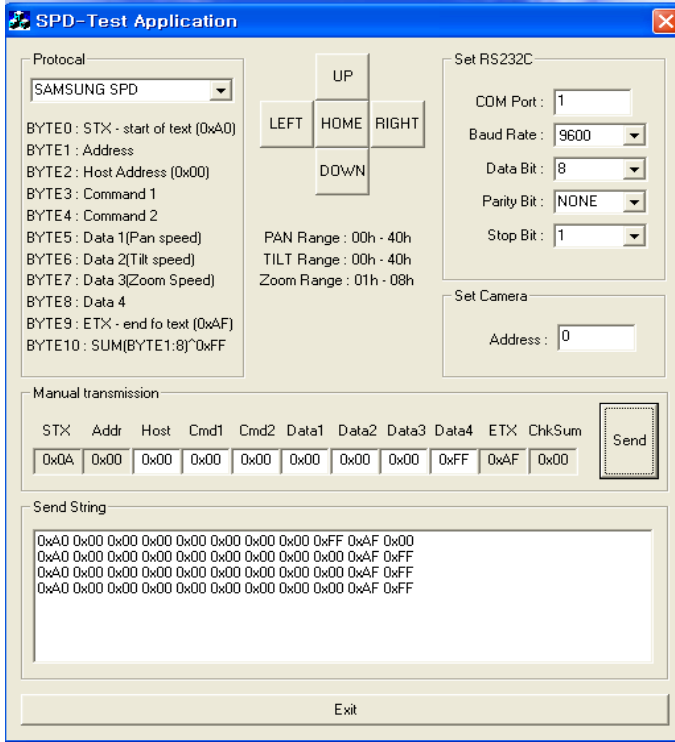 SPD-Test Application
Protocal
SAMSUNG SPD
BYTE0 : STX - start of text (0xA0)
BYTE1 : Address
BYTE2 : Host Address (0x00)
BYTE3 : Command 1
BYTE4 : Command 2
BYTE5 : Data 1(Pan speed)
BYTE6 : Data 2(Tilt speed)
BYTE7 : Data 3(Zoom Speed)
BYTE8 : Data 4
BYTE9 : ETX - end fo text (0xAF)
BYTE10 : SUM(BYTE1:8)^0xFF
UP
LEFT HOME RIGHT
DOWN
PAN Range : 00h - 40h
TILT Range : 00h - 40h
Zoom Range : 01h - 08h
Set RS232C
COM Port : 1
Baud Rate : 9600
Data Bit : 8
Parity Bit : NONE
Stop Bit : 1
Set Camera
Address : 0
Manual transmission
STX Addr Host Cmd1 Cmd2 Data1 Data2 Data3 Data4 ETX ChkSum
0x0A 0x00 0x00 0x00 0x00 0x00 0x00 0x00 0xFF 0xAF 0x00
Send
Send String
0xA0 0x00 0x00 0x00 0x00 0x00 0x00 0x00 0xFF 0xAF 0x00
0xA0 0x00 0x00 0x00 0x00 0x00 0x00 0x00 0x00 0xAF 0xFF
0xA0 0x00 0x00 0x00 0x00 0x00 0x00 0x00 0x00 0xAF 0xFF
0xA0 0x00 0x00 0x00 0x00 0x00 0x00 0x00 0x00 0xAF 0xFF
Exit